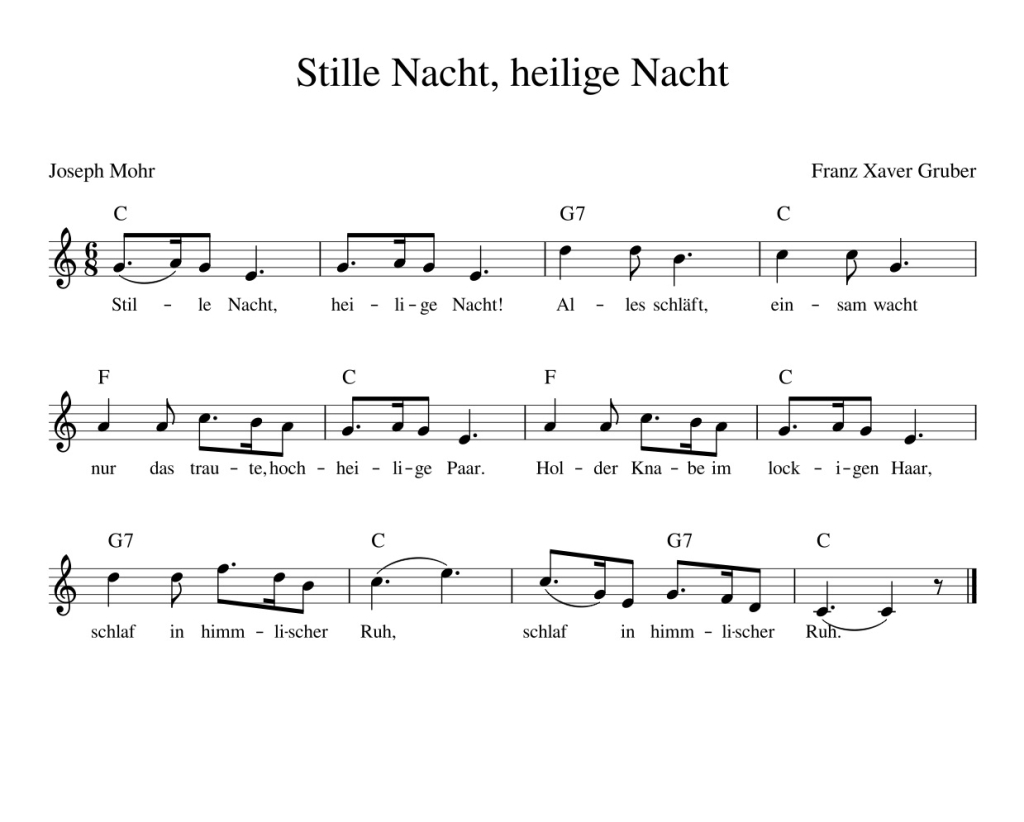 Stille Nacht, heilige Nacht
Joseph Mohr Franz Xaver Gruber
C G7 C
6
8
Stil – le Nacht, hei – li – ge Nacht! Al – les schläft, ein – sam wacht
F C F C
nur das trau – te, hoch – hei – li – ge Paar. Hol – der Kna – be im lock – i – gen Haar,
G7 C G7 C
schlaf in himm – li - scher Ruh, schlaf in himm – li - scher Ruh.